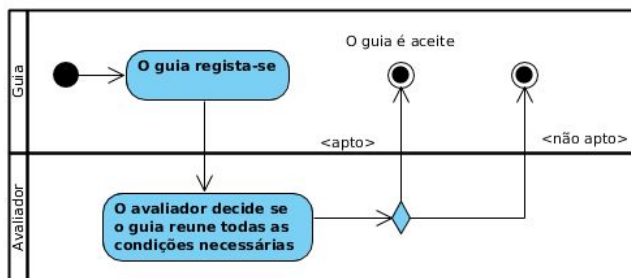 Guia
O guia regista-se
O guia é aceite
<apto>
<não apto>
Avaliador
O avaliador decide se
o guia reune todas as
condições necessárias